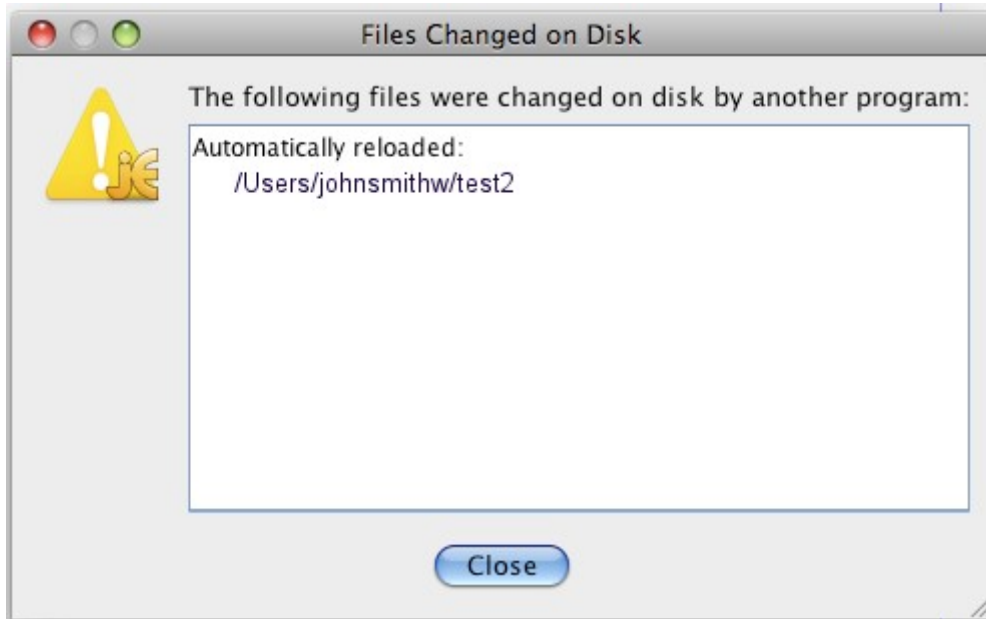 Files Changed on Disk
The following files were changed on disk by another program:
Automatically reloaded:
/Users/johnsmithw/test2
jE
Close